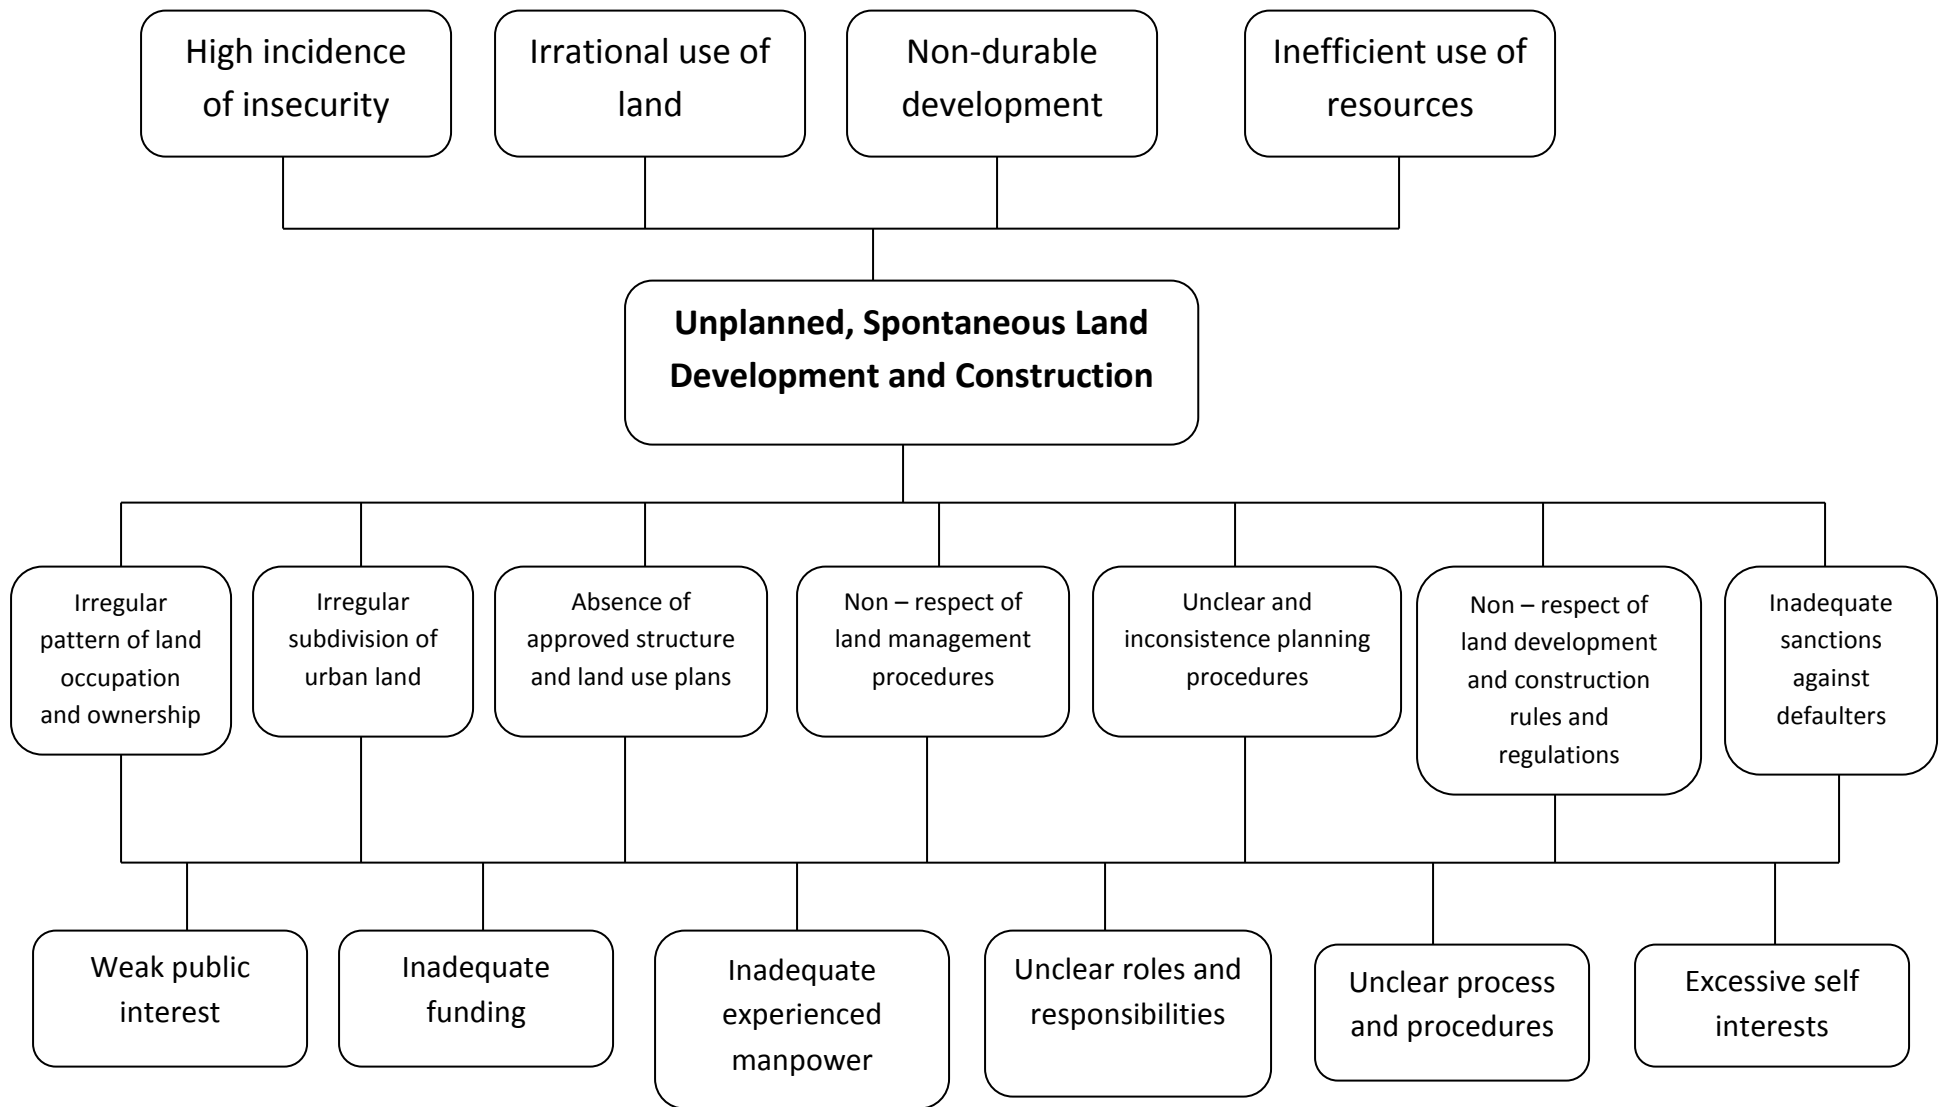 High incidence
of insecurity
Irrational use of
land
Non-durable
development
Inefficient use of
resources
Unplanned, Spontaneous Land
Development and Construction
Irregular
pattern of land
occupation
and ownership
Irregular
subdivision of
urban land
Absence of
approved structure
and land use plans
Non – respect of
land management
procedures
Unclear and
inconsistence planning
procedures
Non – respect of
land development
and construction
rules and
regulations
Inadequate
sanctions
against
defaulters
Weak public
interest
Inadequate
funding
Inadequate
experienced
manpower
Unclear roles and
responsibilities
Unclear process
and procedures
Excessive self
interests